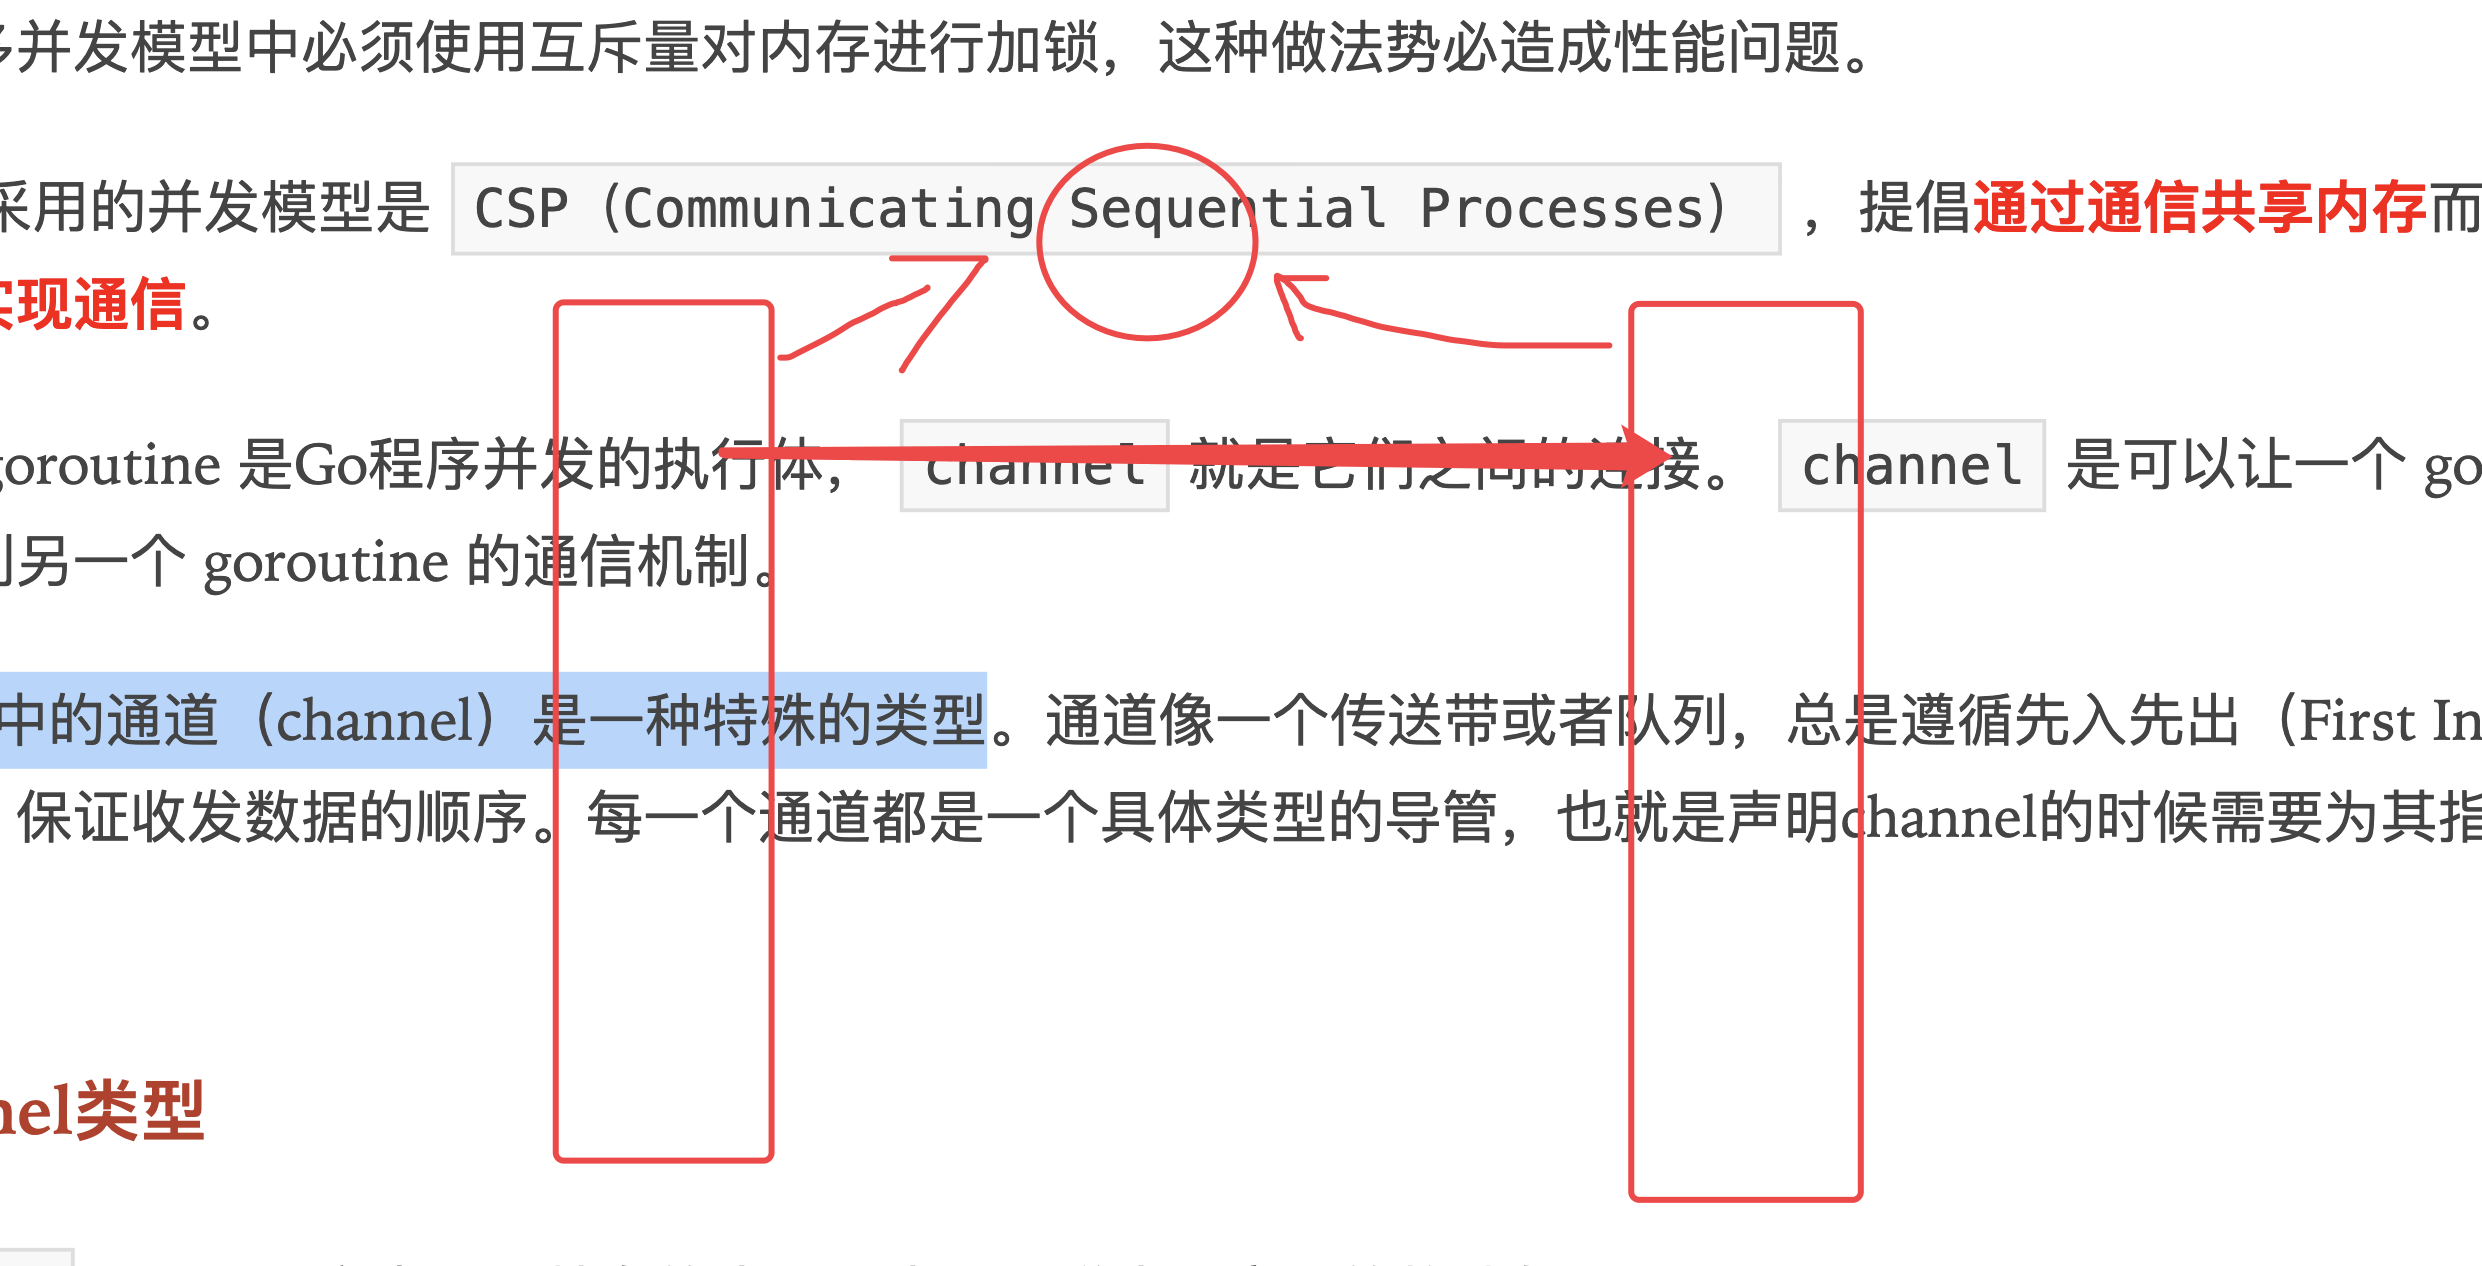 并发模型中必须使用互斥量对内存进行加锁，这种做法势必造成性能问题。
采用的并发模型是 CSP（Communicating Sequential Processes） ，提倡通过通信共享内存而
实现通信。
goroutine 是Go程序并发的执行体， channel 就是它们之间的连接。 channel 是可以让一个 go
另一个 goroutine 的通信机制。
中的通道（channel）是一种特殊的类型。通道像一个传送带或者队列，总是遵循先入先出（First In
保证收发数据的顺序。每一个通道都是一个具体类型的导管，也就是声明channel的时候需要为其指
nel类型